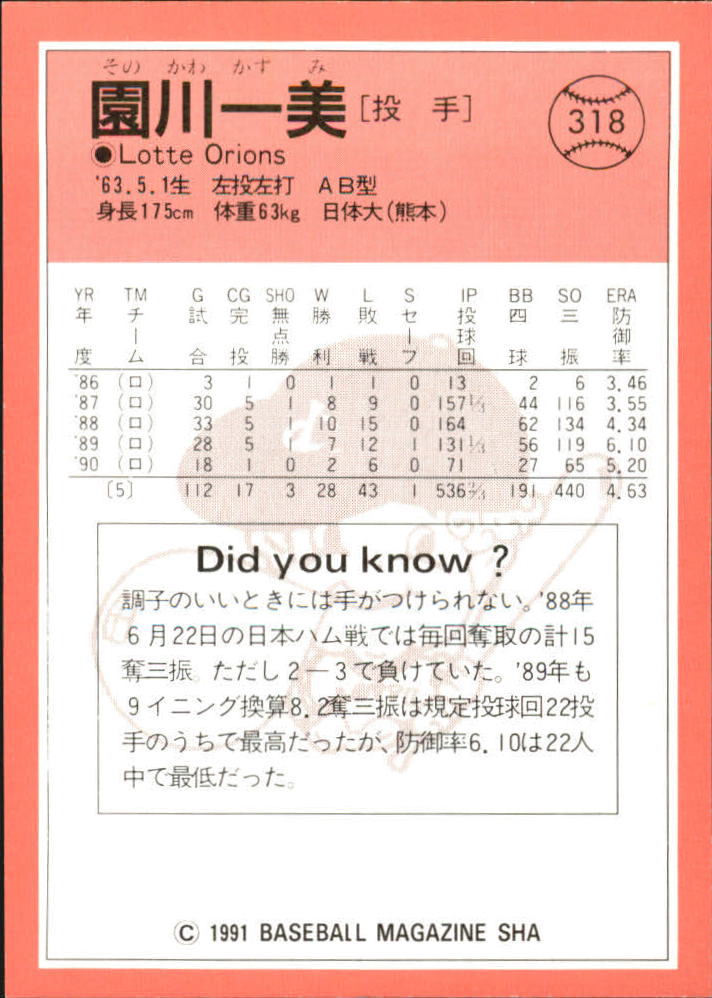 そのかわ かずみ
園川一美[投 手]
318
●Lotte Orions
'63.5.1生 左投左打 AB型
身長175cm 体重63kg 日体大(熊本)
YR TM G CG SHO W L S IP BB SO ERA
年度 チーム 試合 完投 無点勝 勝利 敗戦 セーブ 投球回 四球 三振 防御率
'86 (ロ) 3 1 0 1 1 0 13 2 6 3.46
'87 (ロ) 30 5 1 8 9 0 157 1/3 44 116 3.55
'88 (ロ) 33 5 1 10 15 0 164 62 134 4.34
'89 (ロ) 28 5 1 7 12 1 131 1/3 56 119 6.10
'90 (ロ) 18 1 0 2 6 0 71 27 65 5.20
〔5〕 112 17 3 28 43 1 536 2/3 191 440 4.63
Did you know ?
調子のいいときには手がつけられない。'88年
6月22日の日本ハム戦では毎回奪取の計15
奪三振。ただし2－3で負けていた。'89年も
9イニング換算8.2奪三振は規定投球回22投
手のうちで最高だったが、防御率6.10は22人
中で最低だった。
© 1991 BASEBALL MAGAZINE SHA